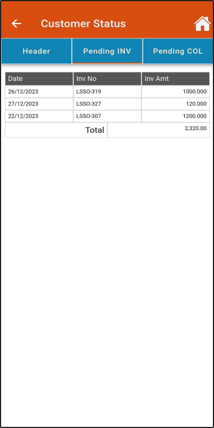 Customer Status
Header Pending INV Pending COL
Date Inv No Inv Amt
26/12/2023 LSSO-319 1000.000
27/12/2023 LSSO-327 120.000
22/12/2023 LSSO-307 1200.000
Total 2,320.00